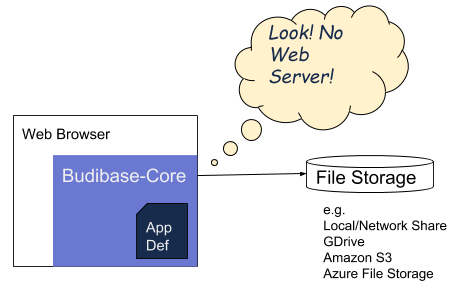 Look! No
Web
Server!
Web Browser
Budibase-Core
App
Def
File Storage
e.g.
Local/Network Share
GDrive
Amazon S3
Azure File Storage